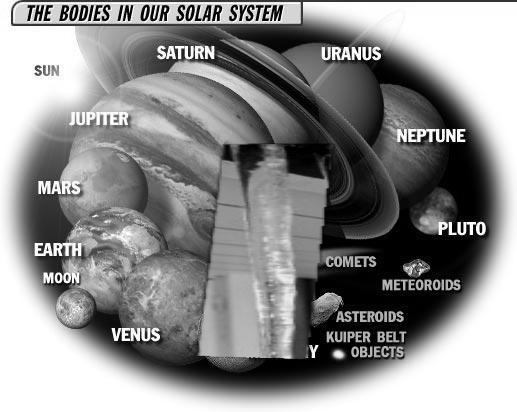 THE BODIES IN OUR SOLAR SYSTEM
SATURN
URANUS
SUN
JUPITER
NEPTUNE
MARS
PLUTO
EARTH
COMETS
MOON
METEOROIDS
ASTEROIDS
VENUS
KUIPER BELT
OBJECTS